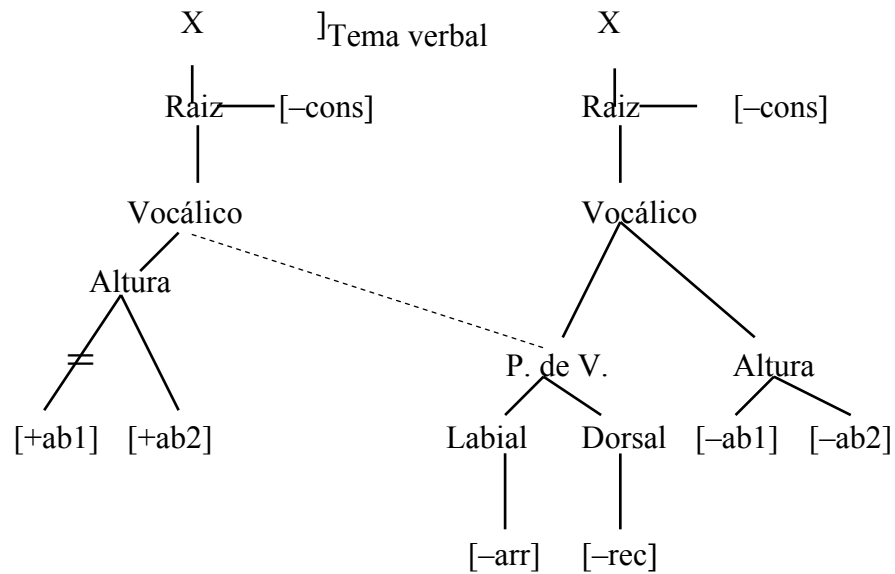 X ]Tema verbal X
Raiz [–cons] Raiz [–cons]
Vocálico Vocálico
Altura
P. de V. Altura
[+ab1] [+ab2] Labial Dorsal [–ab1] [–ab2]
[–arr] [–rec]